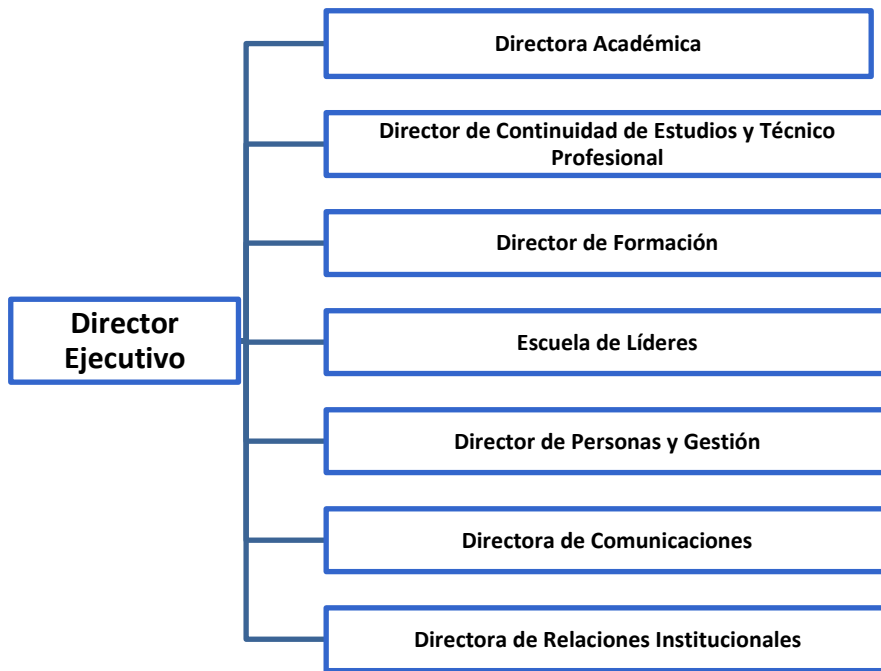 Directora Académica
Director de Continuidad de Estudios y Técnico
Profesional
Director de Formación
Director
Ejecutivo
Escuela de Líderes
Director de Personas y Gestión
Directora de Comunicaciones
Directora de Relaciones Institucionales